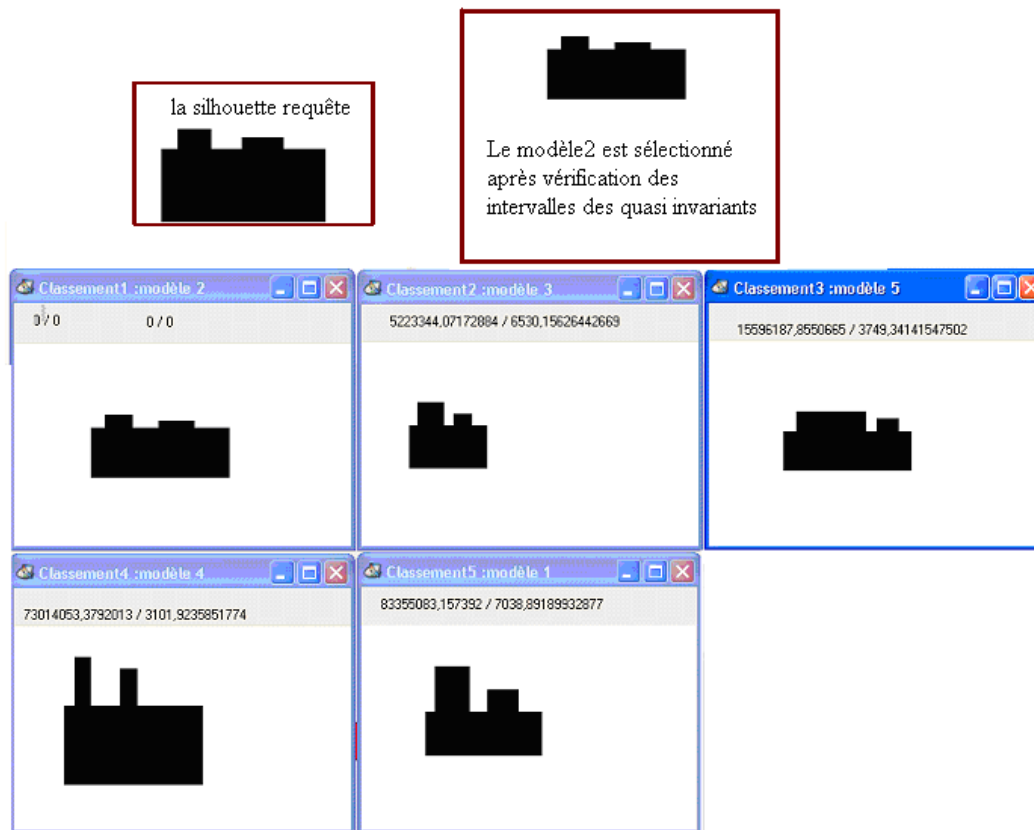 la silhouette requête
Le modèle2 est sélectionné
après vérification des
intervalles des quasi invariants
Classement1 :modèle 2
0 / 0 0 / 0
Classement2 :modèle 3
5223344,07172884 / 6530,15626442669
Classement3 :modèle 5
15596187,8550665 / 3749,34141547502
Classement4 :modèle 4
73014053,3792013 / 3101,9235851774
Classement5 :modèle 1
83355083,157392 / 7038,89189932877